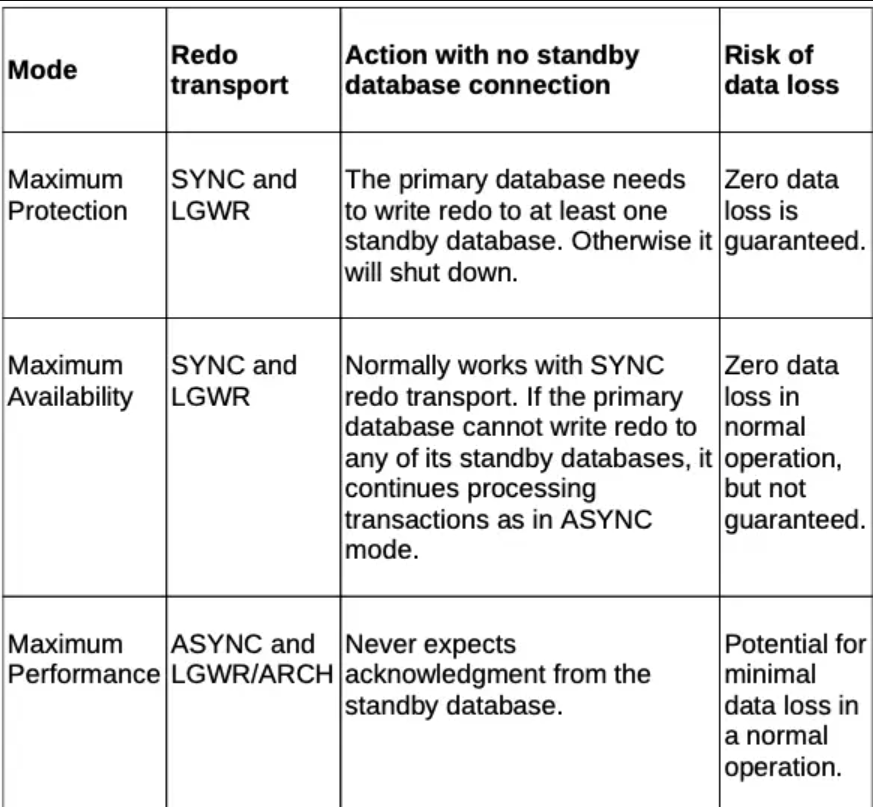 Mode
Redo
transport
Action with no standby
database connection
Risk of
data loss
Maximum
Protection
SYNC and
LGWR
The primary database needs
to write redo to at least one
standby database. Otherwise it
will shut down.
Zero data
loss is
guaranteed.
Maximum
Availability
SYNC and
LGWR
Normally works with SYNC
redo transport. If the primary
database cannot write redo to
any of its standby databases, it
continues processing
transactions as in ASYNC
mode.
Zero data
loss in
normal
operation,
but not
guaranteed.
Maximum
Performance
ASYNC and
LGWR/ARCH
Never expects
acknowledgment from the
standby database.
Potential for
minimal
data loss in
a normal
operation.